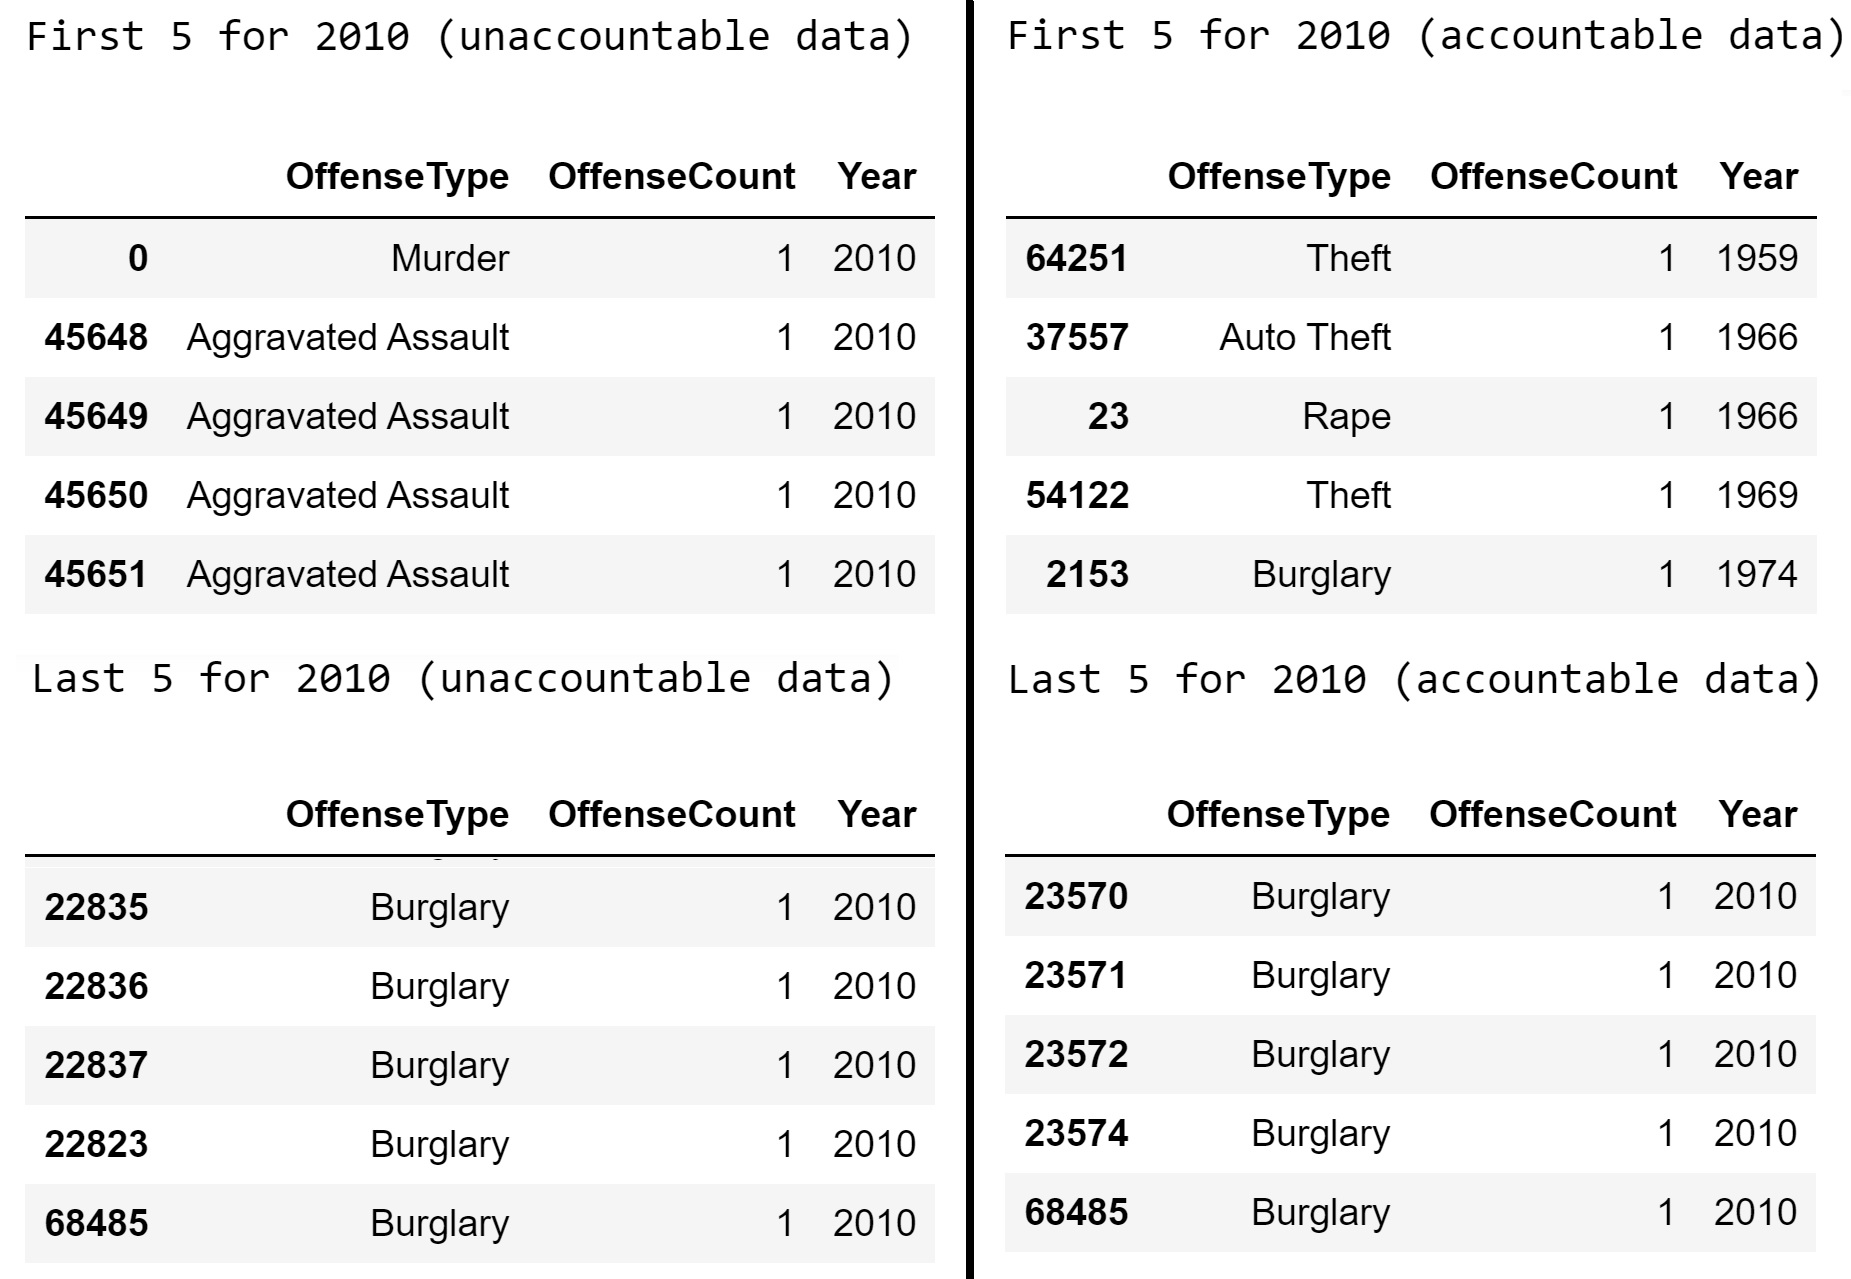 First 5 for 2010 (unaccountable data)
OffenseType OffenseCount Year
0 Murder 1 2010
45648 Aggravated Assault 1 2010
45649 Aggravated Assault 1 2010
45650 Aggravated Assault 1 2010
45651 Aggravated Assault 1 2010
Last 5 for 2010 (unaccountable data)
OffenseType OffenseCount Year
22835 Burglary 1 2010
22836 Burglary 1 2010
22837 Burglary 1 2010
22823 Burglary 1 2010
68485 Burglary 1 2010
First 5 for 2010 (accountable data)
OffenseType OffenseCount Year
64251 Theft 1 1959
37557 Auto Theft 1 1966
23 Rape 1 1966
54122 Theft 1 1969
2153 Burglary 1 1974
Last 5 for 2010 (accountable data)
OffenseType OffenseCount Year
23570 Burglary 1 2010
23571 Burglary 1 2010
23572 Burglary 1 2010
23574 Burglary 1 2010
68485 Burglary 1 2010